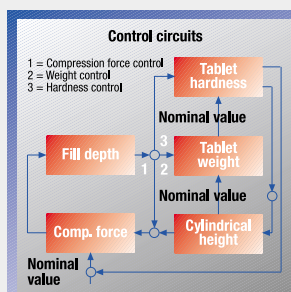 Control circuits
1 = Compression force control
2 = Weight control
3 = Hardness control
Tablet
hardness
Nominal value
Fill depth
1
3
2
Tablet
weight
Nominal value
Comp. force
Cylindrical
height
Nominal
value